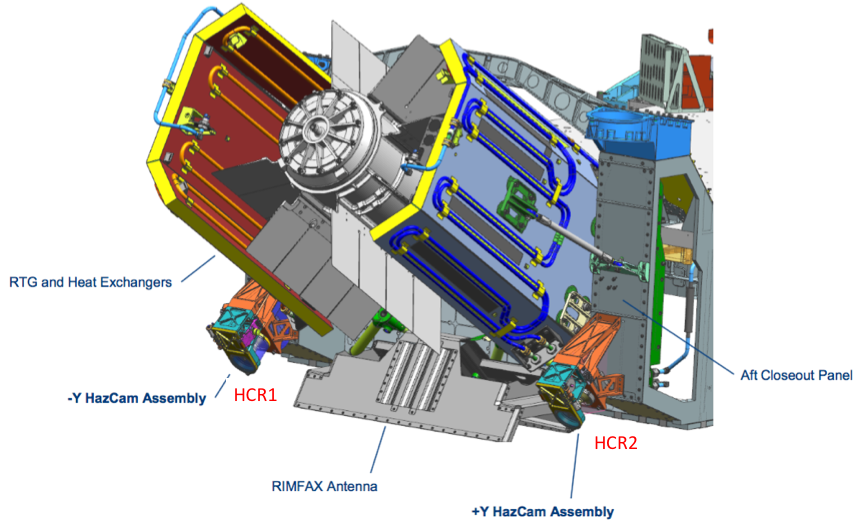 RTG and Heat Exchangers
Aft Closeout Panel
-Y HazCam Assembly
HCR1
HCR2
RIMFAX Antenna
+Y HazCam Assembly